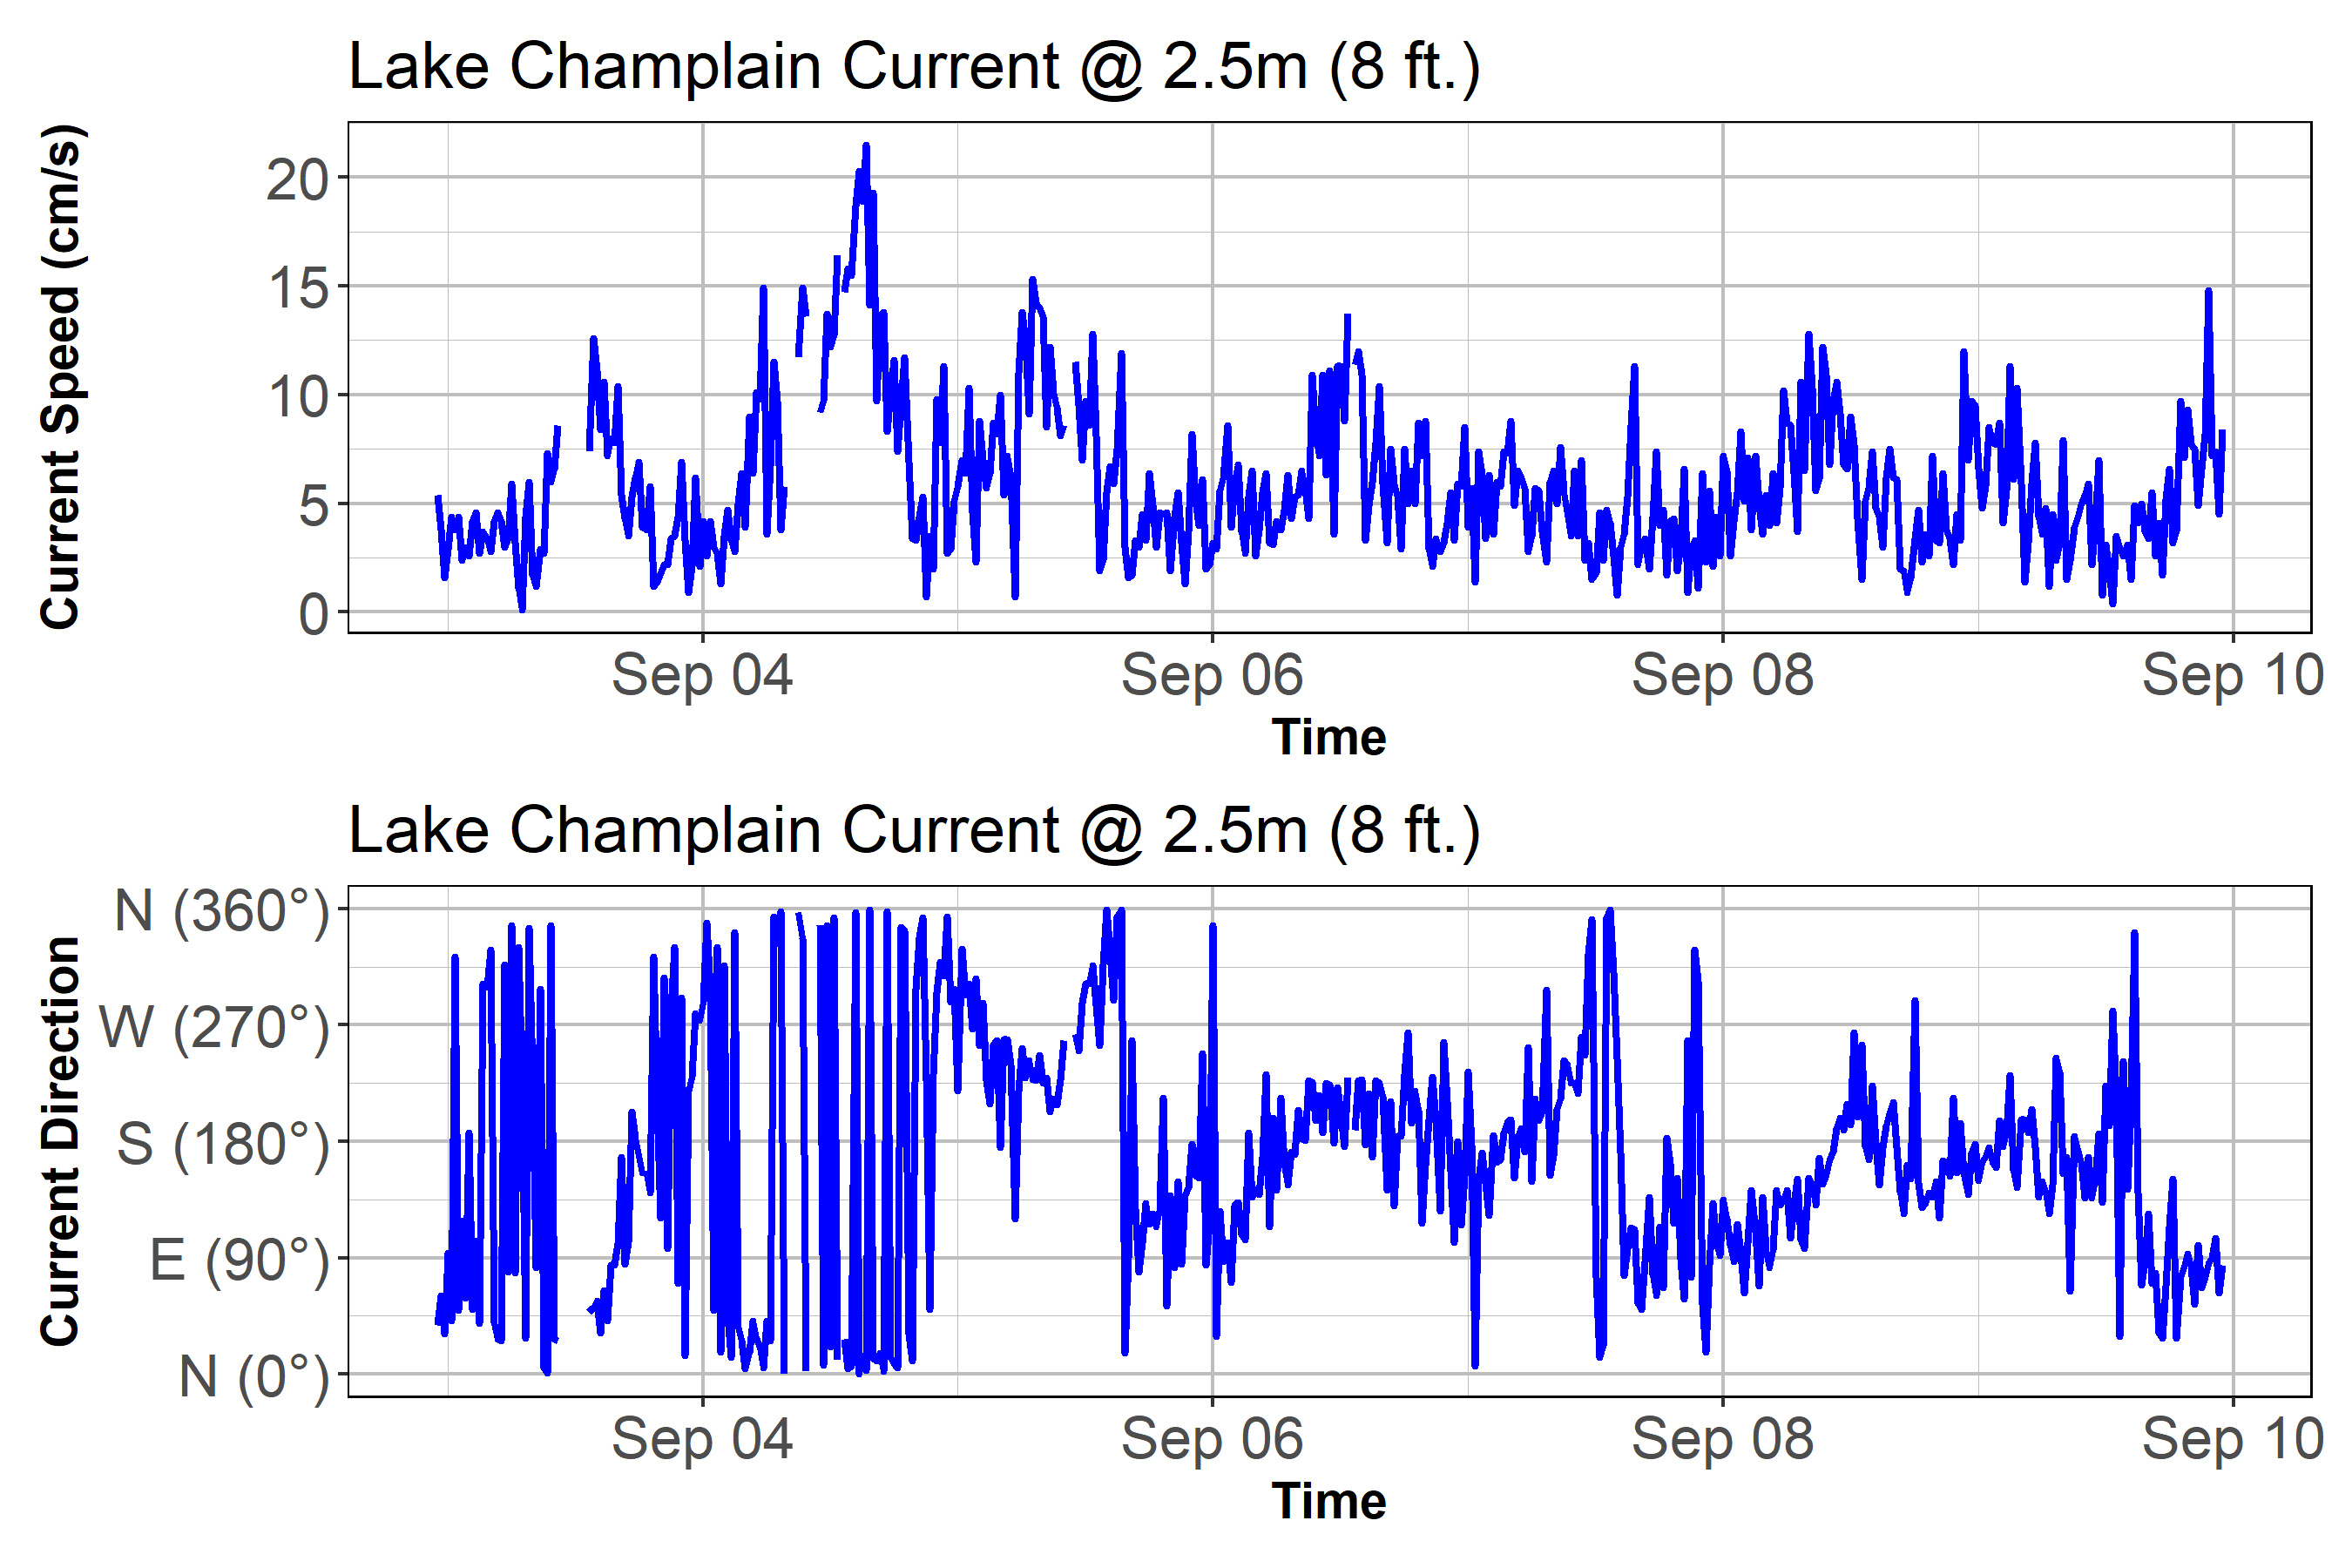 Lake Champlain Current @ 2.5m (8 ft.)
Current Speed (cm/s)
20
15
10
5
0
Sep 04 Sep 06 Sep 08 Sep 10
Time
Lake Champlain Current @ 2.5m (8 ft.)
Current Direction
N (360°)
W (270°)
S (180°)
E (90°)
N (0°)
Sep 04 Sep 06 Sep 08 Sep 10
Time